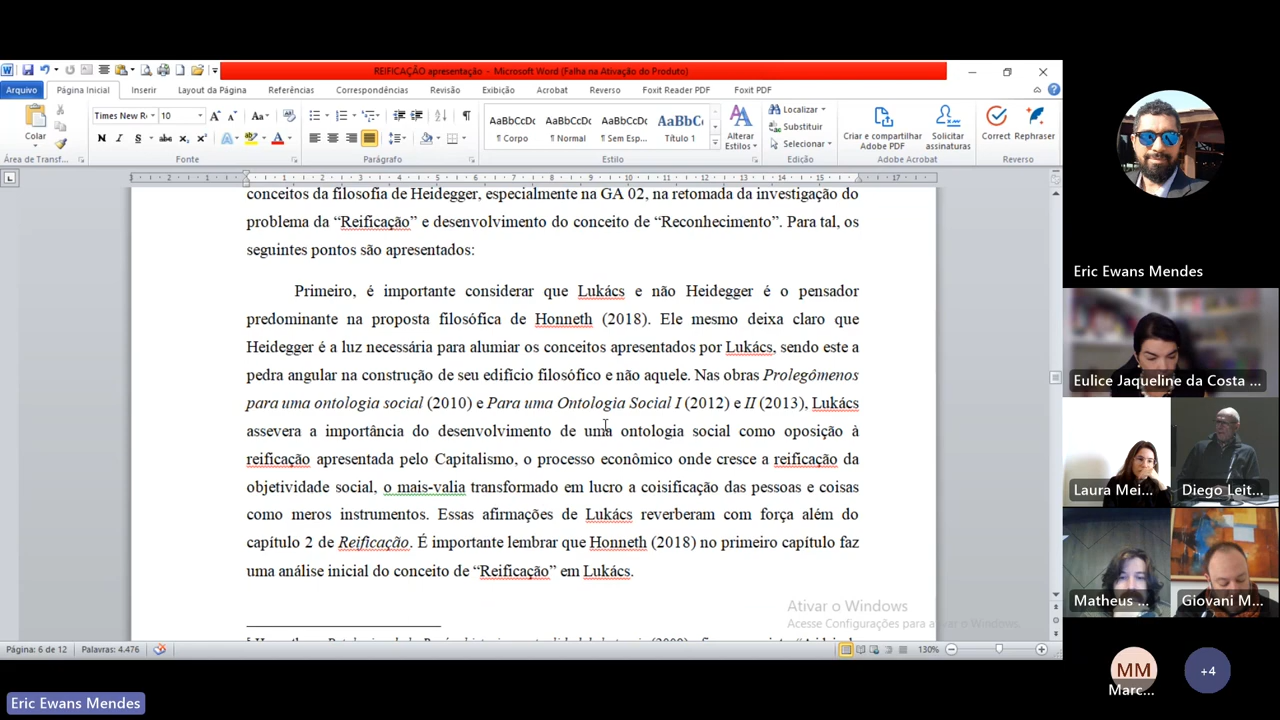 REIFICAÇÃO apresentação - Microsoft Word (Falha na Ativação do Produto)
Arquivo Página Inicial Inserir Layout da Página Referências Correspondências Revisão Exibição Acrobat Reverso Foxit Reader PDF Foxit PDF
Colar
Times New R 10
AaBbCcDc AaBbCcDc AaBbCcDc AaBbC
¶ Corpo ¶ Normal ¶ Sem Esp... Título 1
Alterar Estilos
Localizar
Substituir
Selecionar
Criar e compartilhar Adobe PDF
Solicitar assinaturas
Correct Rephraser
Área de Transf... Fonte Parágrafo Estilo Edição Adobe Acrobat Reverso
conceitos da filosofia de Heidegger, especialmente na GA 02, na retomada da investigação do
problema da “Reificação” e desenvolvimento do conceito de “Reconhecimento”. Para tal, os
seguintes pontos são apresentados:
Primeiro, é importante considerar que Lukács e não Heidegger é o pensador
predominante na proposta filosófica de Honneth (2018). Ele mesmo deixa claro que
Heidegger é a luz necessária para alumiar os conceitos apresentados por Lukács, sendo este a
pedra angular na construção de seu edifício filosófico e não aquele. Nas obras Prolegômenos
para uma ontologia social (2010) e Para uma Ontologia Social I (2012) e II (2013), Lukács
assevera a importância do desenvolvimento de uma ontologia social como oposição à
reificação apresentada pelo Capitalismo, o processo econômico onde cresce a reificação da
objetividade social, o mais-valia transformado em lucro a coisificação das pessoas e coisas
como meros instrumentos. Essas afirmações de Lukács reverberam com força além do
capítulo 2 de Reificação. É importante lembrar que Honneth (2018) no primeiro capítulo faz
uma análise inicial do conceito de “Reificação” em Lukács.
Ativar o Windows
Acesse Configurações para ativar o Windows.
Página: 6 de 12 Palavras: 4.476 130%
Eric Ewans Mendes
Eric Ewans Mendes
Eulice Jaqueline da Costa ...
Laura Mei... Diego Leit...
Matheus ... Giovani M...
MM +4
Marc...